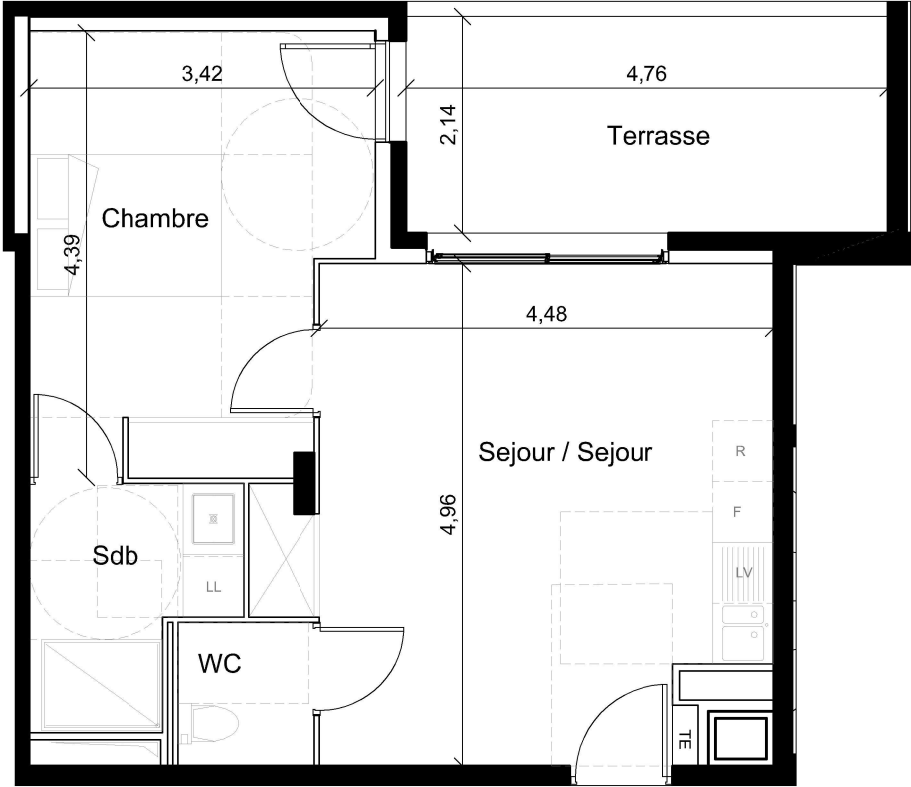 3,42
4,76
2,14
Terrasse
Chambre
4,39
4,48
Sejour / Sejour
R
4,96
F
Sdb
LV
LL
WC
TE